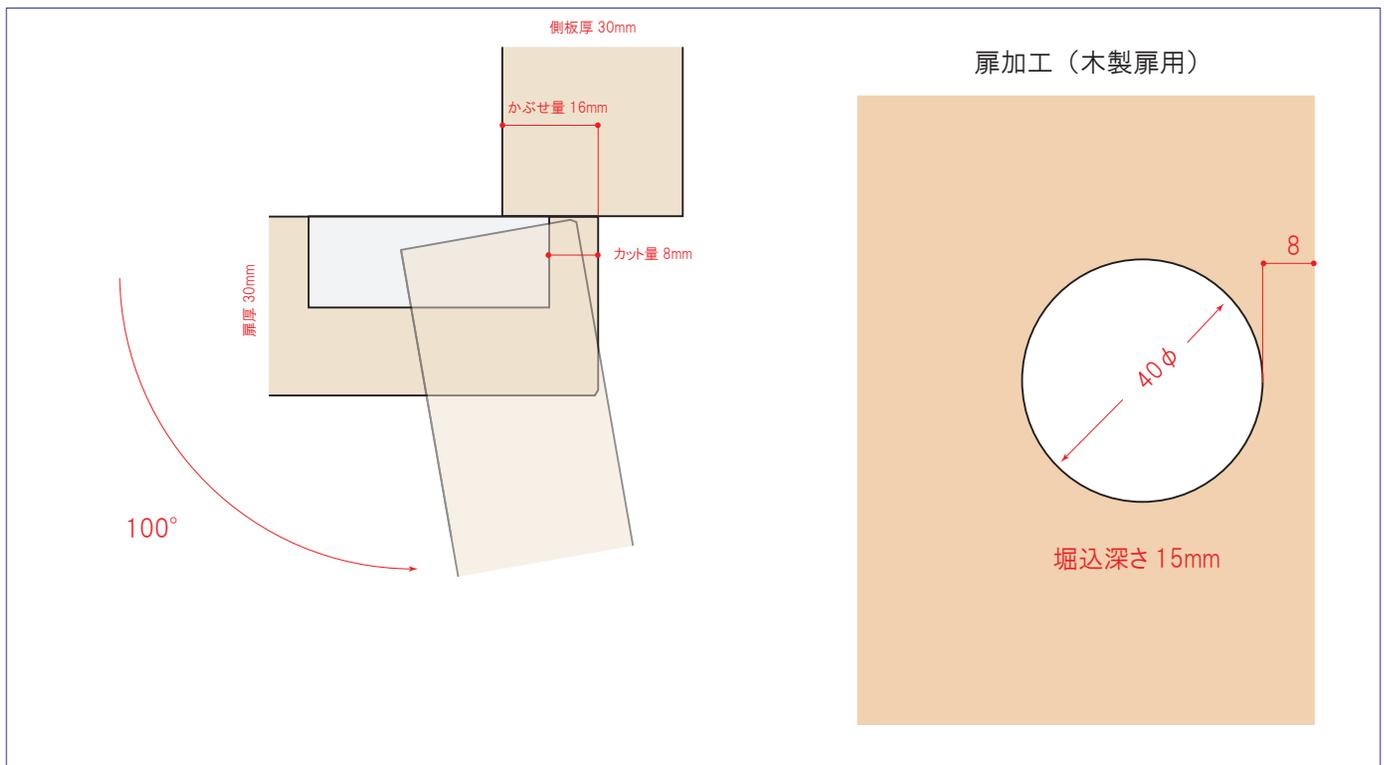 側板厚 30mm
かぶせ量 16mm
カット量 8mm
扉厚 30mm
100°
扉加工（木製扉用）
8
40φ
堀込深さ 15mm